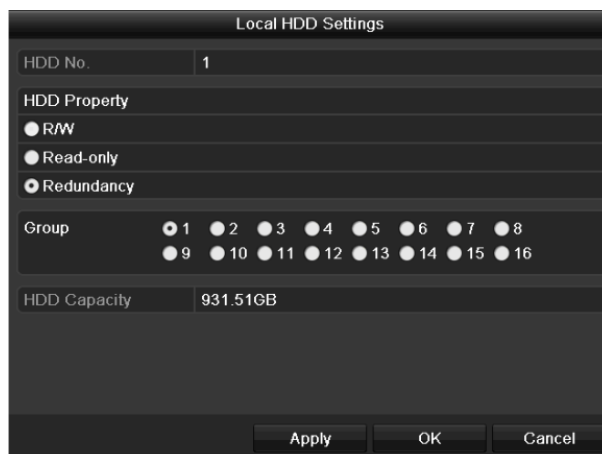 Local HDD Settings
HDD No. 1
HDD Property
R/W
Read-only
Redundancy
Group 1 2 3 4 5 6 7 8
9 10 11 12 13 14 15 16
HDD Capacity 931.51GB
Apply OK Cancel